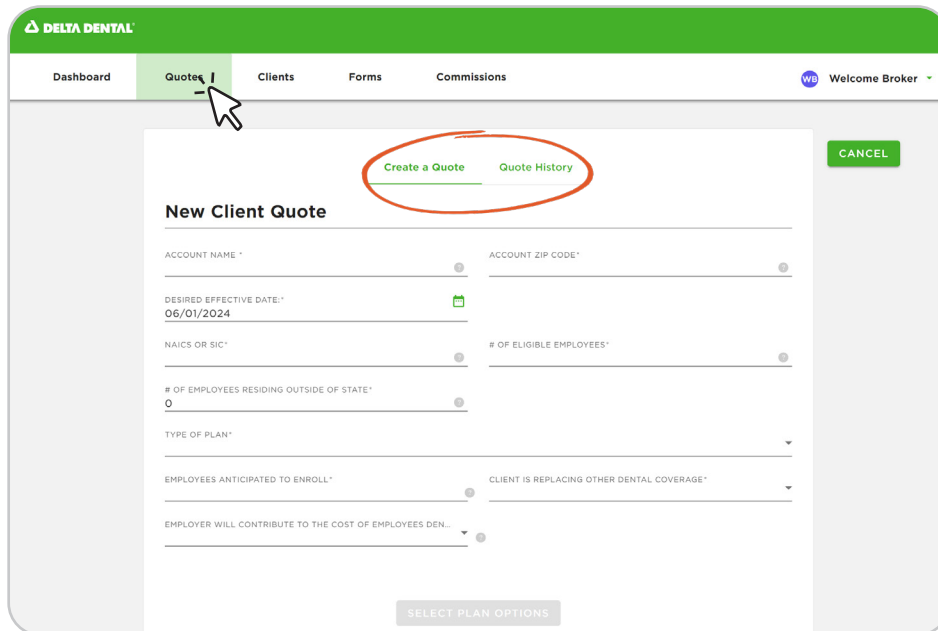 DELTA DENTAL
Dashboard Quotes Clients Forms Commissions WB Welcome Broker
CANCEL
Create a Quote Quote History
New Client Quote
ACCOUNT NAME * ACCOUNT ZIP CODE*
DESIRED EFFECTIVE DATE:*
06/01/2024
NAICS OR SIC* # OF ELIGIBLE EMPLOYEES*
# OF EMPLOYEES RESIDING OUTSIDE OF STATE*
0
TYPE OF PLAN*
EMPLOYEES ANTICIPATED TO ENROLL* CLIENT IS REPLACING OTHER DENTAL COVERAGE*
EMPLOYER WILL CONTRIBUTE TO THE COST OF EMPLOYEES DEN...
SELECT PLAN OPTIONS